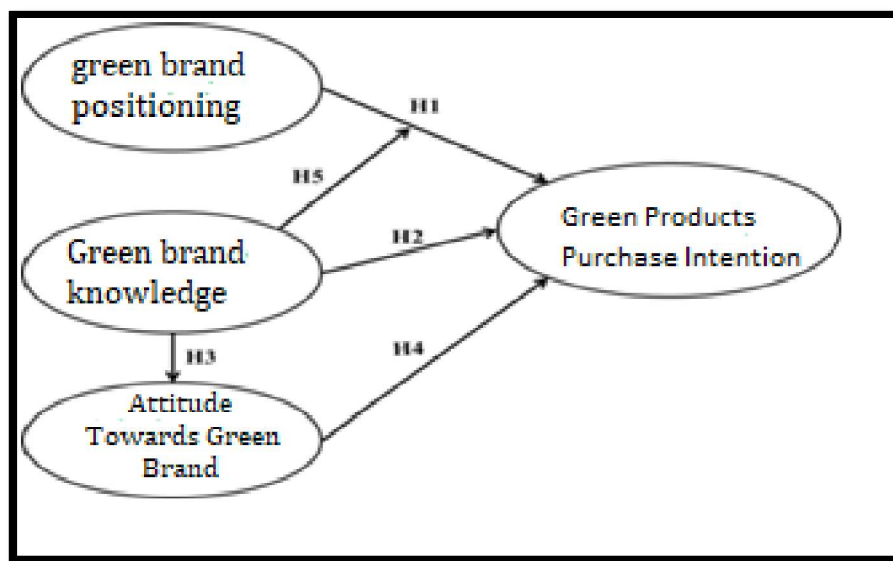 green brand
positioning
H1
H5
Green brand
knowledge
H2
Green Products
Purchase Intention
H3
H4
Attitude
Towards Green
Brand